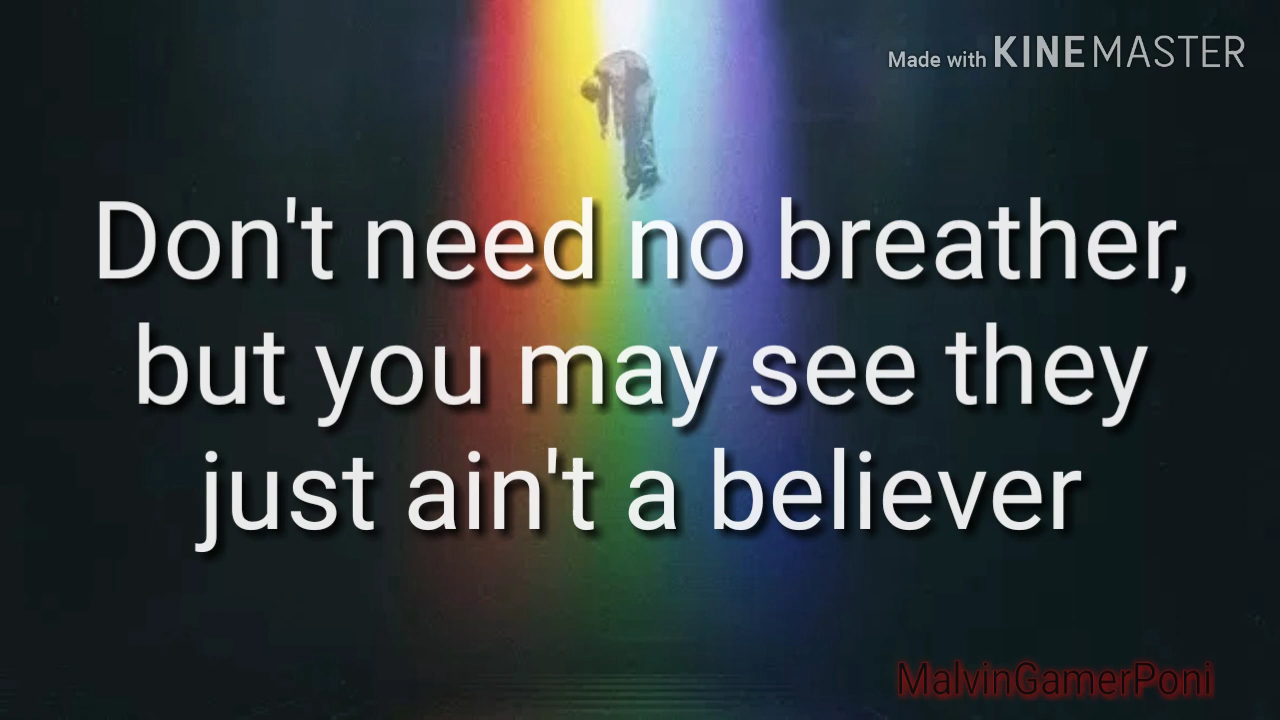 Made with KINEMASTER
Don't need no breather,
but you may see they
just ain't a believer
MalvinGamerPoni